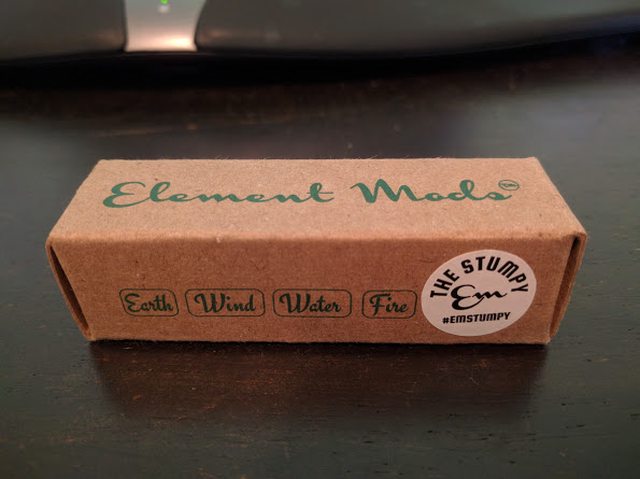 Element Mods
Earth Wind Water Fire
THE STUMPY
Em
#EMSTUMPY